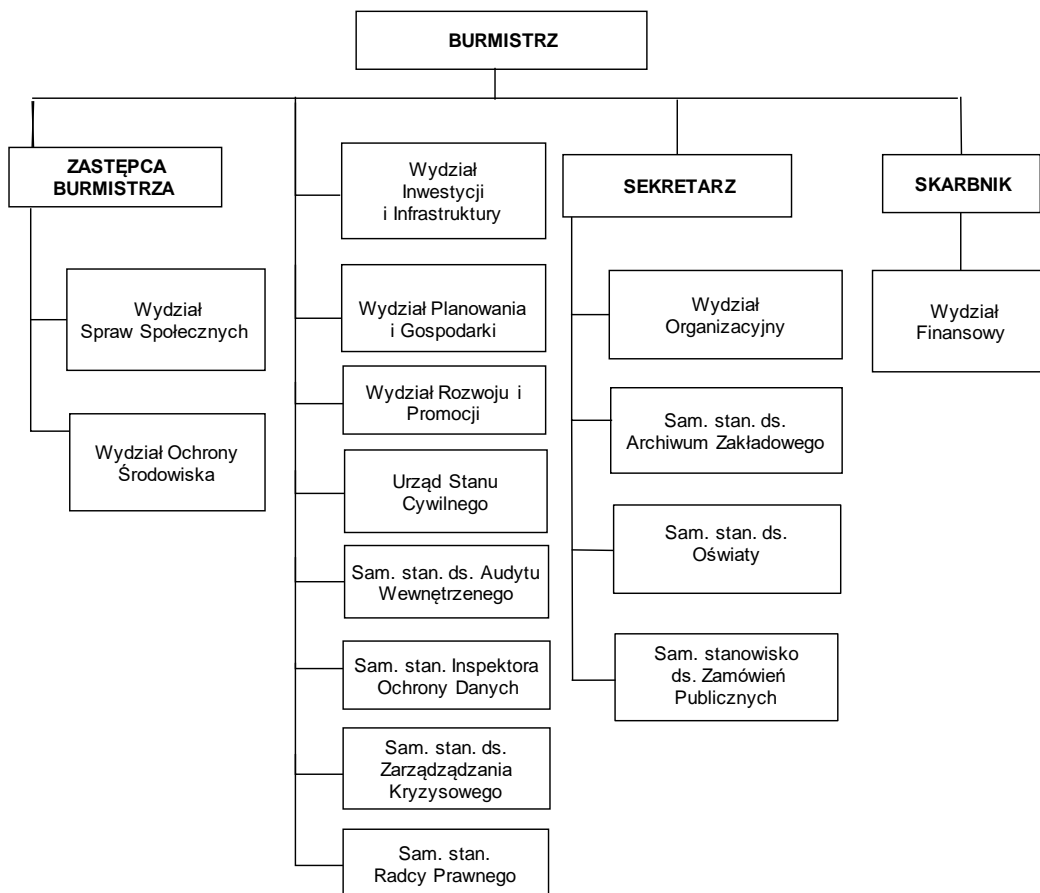 BURMISTRZ
ZASTĘPCA
BURMISTRZA
Wydział
Spraw Społecznych
Wydział Ochrony
Środowiska
Wydział
Inwestycji
i Infrastruktury
Wydział Planowania
i Gospodarki
Wydział Rozwoju i
Promocji
Urząd Stanu
Cywilnego
Sam. stan. ds. Audytu
Wewnętrzenego
Sam. stan. Inspektora
Ochrony Danych
Sam. stan. ds.
Zarządządzania
Kryzysowego
Sam. stan.
Radcy Prawnego
SEKRETARZ
Wydział
Organizacyjny
Sam. stan. ds.
Archiwum Zakładowego
Sam. stan. ds.
Oświaty
Sam. stanowisko
ds. Zamówień
Publicznych
SKARBNIK
Wydział
Finansowy